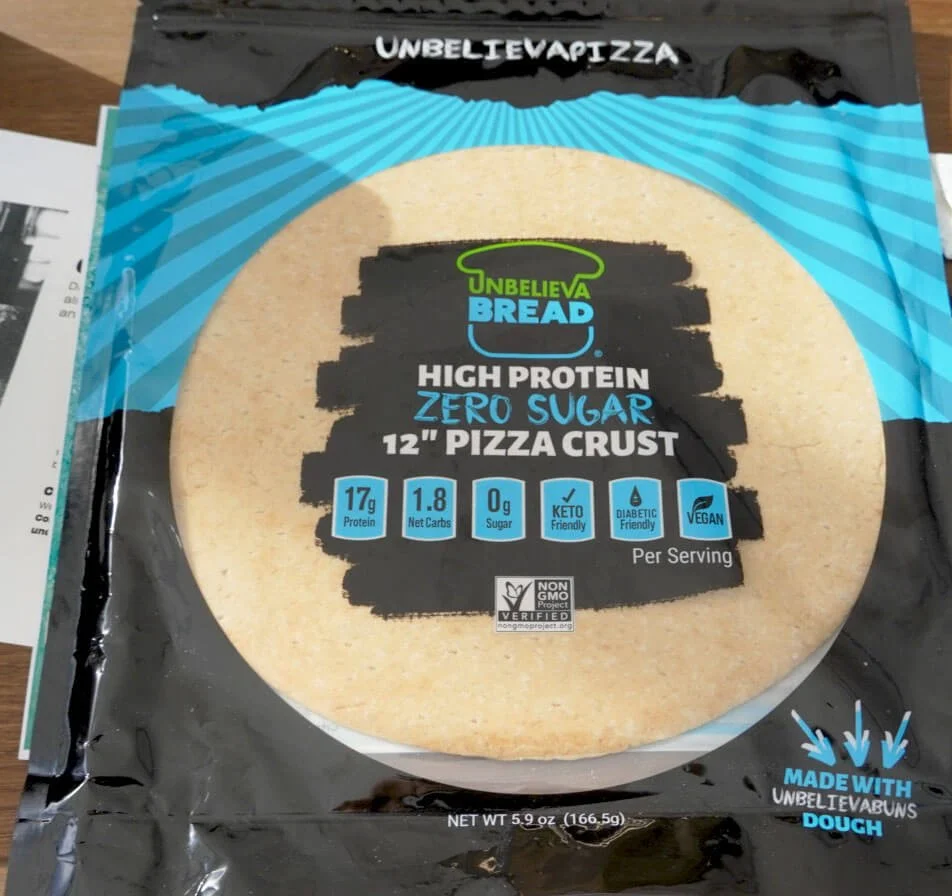 UNBELIEVAPIZZA
UNBELIEVA
BREAD
HIGH PROTEIN
ZERO SUGAR
12" PIZZA CRUST
17g
Protein
1.8
Net Carbs
0g
Sugar
KETO
Friendly
DIABETIC
Friendly
VEGAN
Per Serving
NON
GMO
Project
VERIFIED
nongmoproject.org
MADE WITH
UNBELIEVABUNS
DOUGH
NET WT 5.9 oz (166.5g)